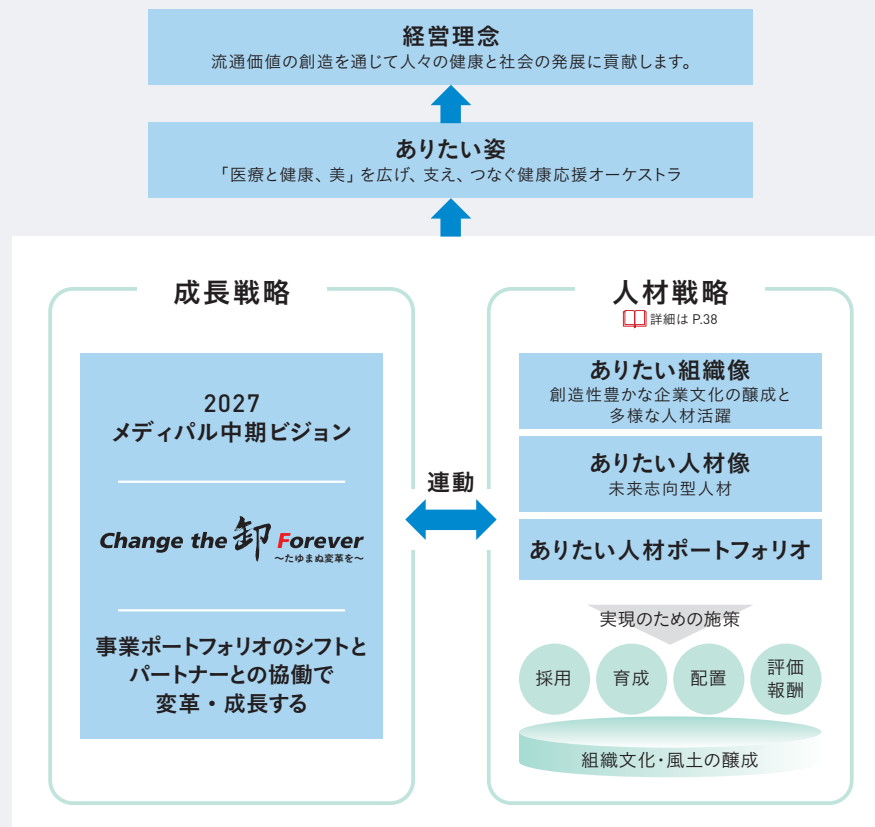 経営理念
流通価値の創造を通じて人々の健康と社会の発展に貢献します。
ありたい姿
「医療と健康、美」を広げ、支え、つなぐ健康応援オーケストラ
成長戦略
2027
メディパル中期ビジョン
Change the 卸 Forever
～たゆまぬ変革を～
事業ポートフォリオのシフトと
パートナーとの協働で
変革・成長する
連動
人材戦略
詳細は P.38
ありたい組織像
創造性豊かな企業文化の醸成と
多様な人材活躍
ありたい人材像
未来志向型人材
ありたい人材ポートフォリオ
実現のための施策
採用
育成
配置
評価
報酬
組織文化・風土の醸成